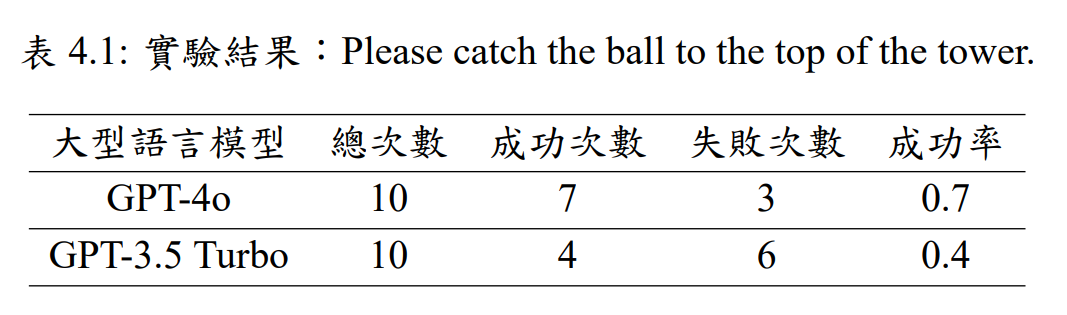 表 4.1: 實驗結果：Please catch the ball to the top of the tower.
大型語言模型 總次數 成功次數 失敗次數 成功率
GPT-4o 10 7 3 0.7
GPT-3.5 Turbo 10 4 6 0.4